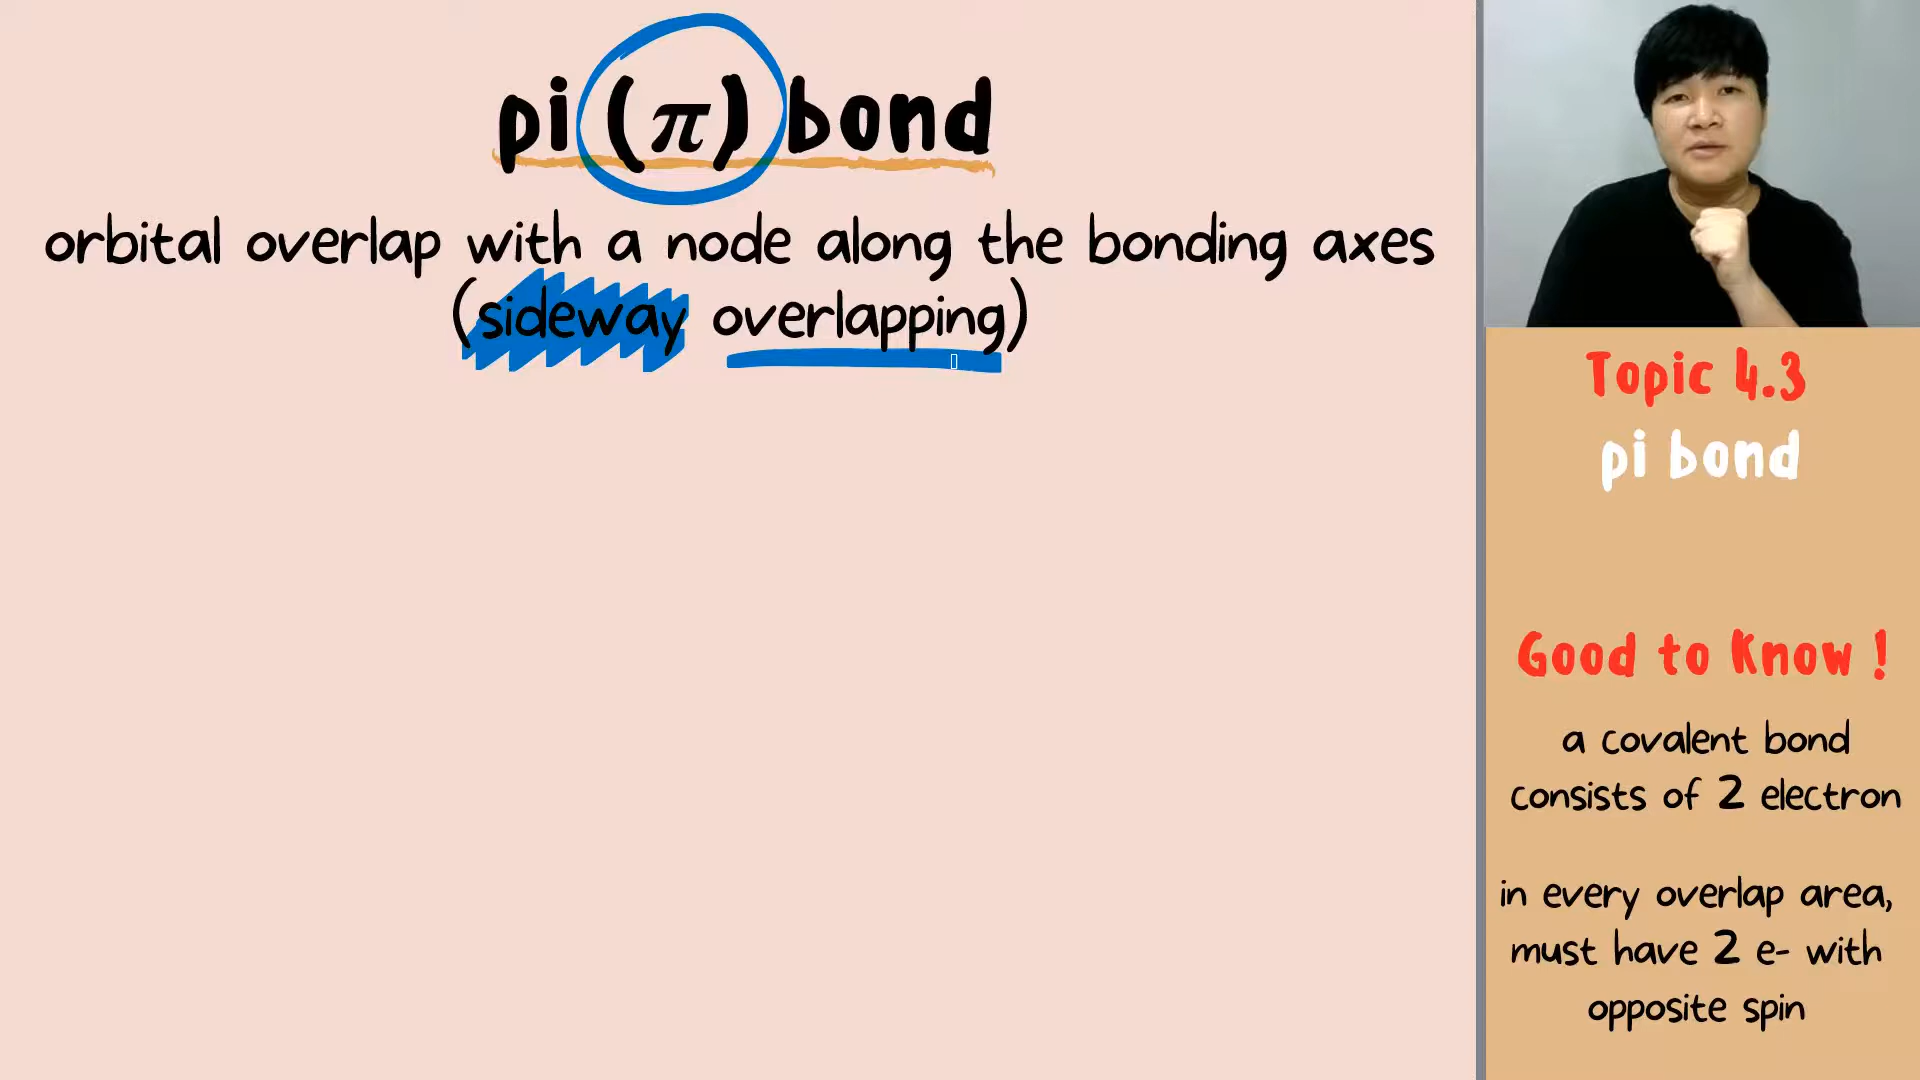 pi (π) bond
orbital overlap with a node along the bonding axes
(sideway overlapping)
Topic 4.3
pi bond
Good to Know !
a covalent bond
consists of 2 electron
in every overlap area,
must have 2 e- with
opposite spin